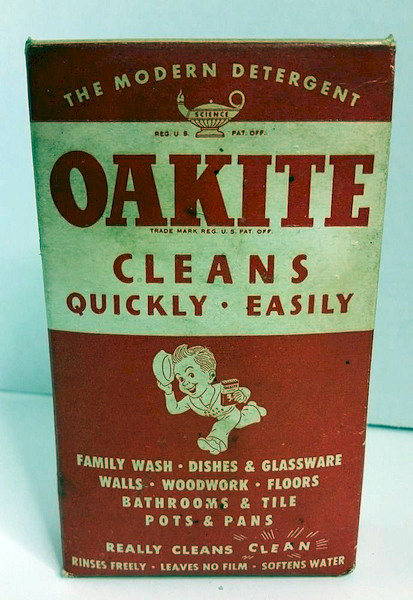 THE MODERN DETERGENT
SCIENCE
REG. U. S. PAT. OFF.
OAKITE
TRADE MARK REG. U. S. PAT. OFF.
CLEANS
QUICKLY · EASILY
OAKITE
FAMILY WASH · DISHES & GLASSWARE
WALLS · WOODWORK · FLOORS
BATHROOMS & TILE
POTS & PANS
REALLY CLEANS CLEAN
RINSES FREELY · LEAVES NO FILM · SOFTENS WATER